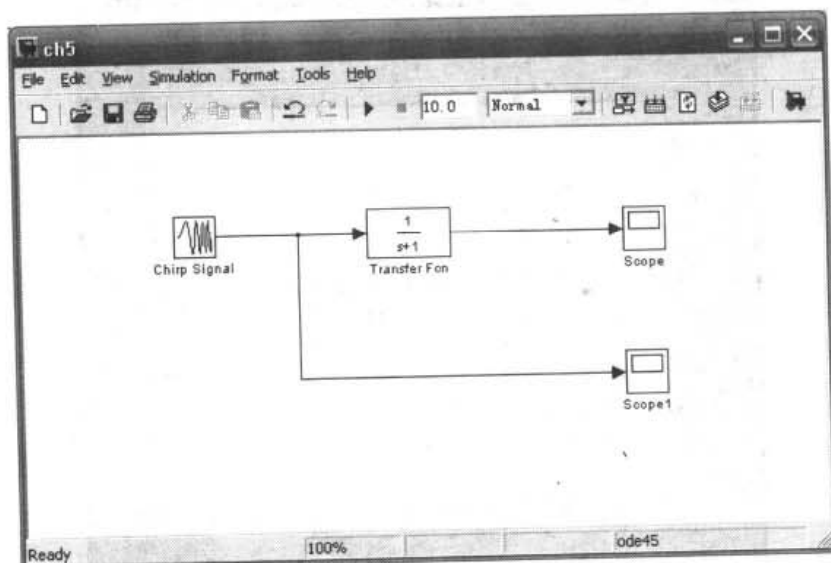 ch5
File Edit View Simulation Format Tools Help
10.0 Normal
1
s+1
Chirp Signal
Transfer Fcn
Scope
Scope1
Ready 100% ode45